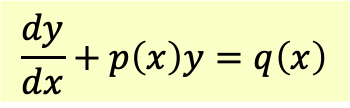 dy/dx + p(x)y = q(x)